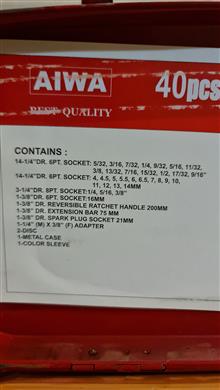 AIWA 40pcs
BEST QUALITY
CONTAINS :
14-1/4"DR. 6PT. SOCKET: 5/32, 3/16, 7/32, 1/4, 9/32, 5/16, 11/32,
3/8, 13/32, 7/16, 15/32, 1/2, 17/32, 9/16"
14-1/4"DR. 6PT. SOCKET: 4, 4.5, 5, 5.5, 6, 6.5, 7, 8, 9, 10,
11, 12, 13, 14MM
3-1/4"DR. 6PT. SOCKET:1/4, 5/16, 3/8"
1-3/8" DR. 6PT. SOCKET:16MM
1-3/8" DR. REVERSIBLE RATCHET HANDLE 200MM
1-3/8" DR. EXTENSION BAR 75 MM
1-3/8" DR. SPARK PLUG SOCKET 21MM
1-1/4" (M) X 3/8" (F) ADAPTER
2-DISC
1-METAL CASE
1-COLOR SLEEVE